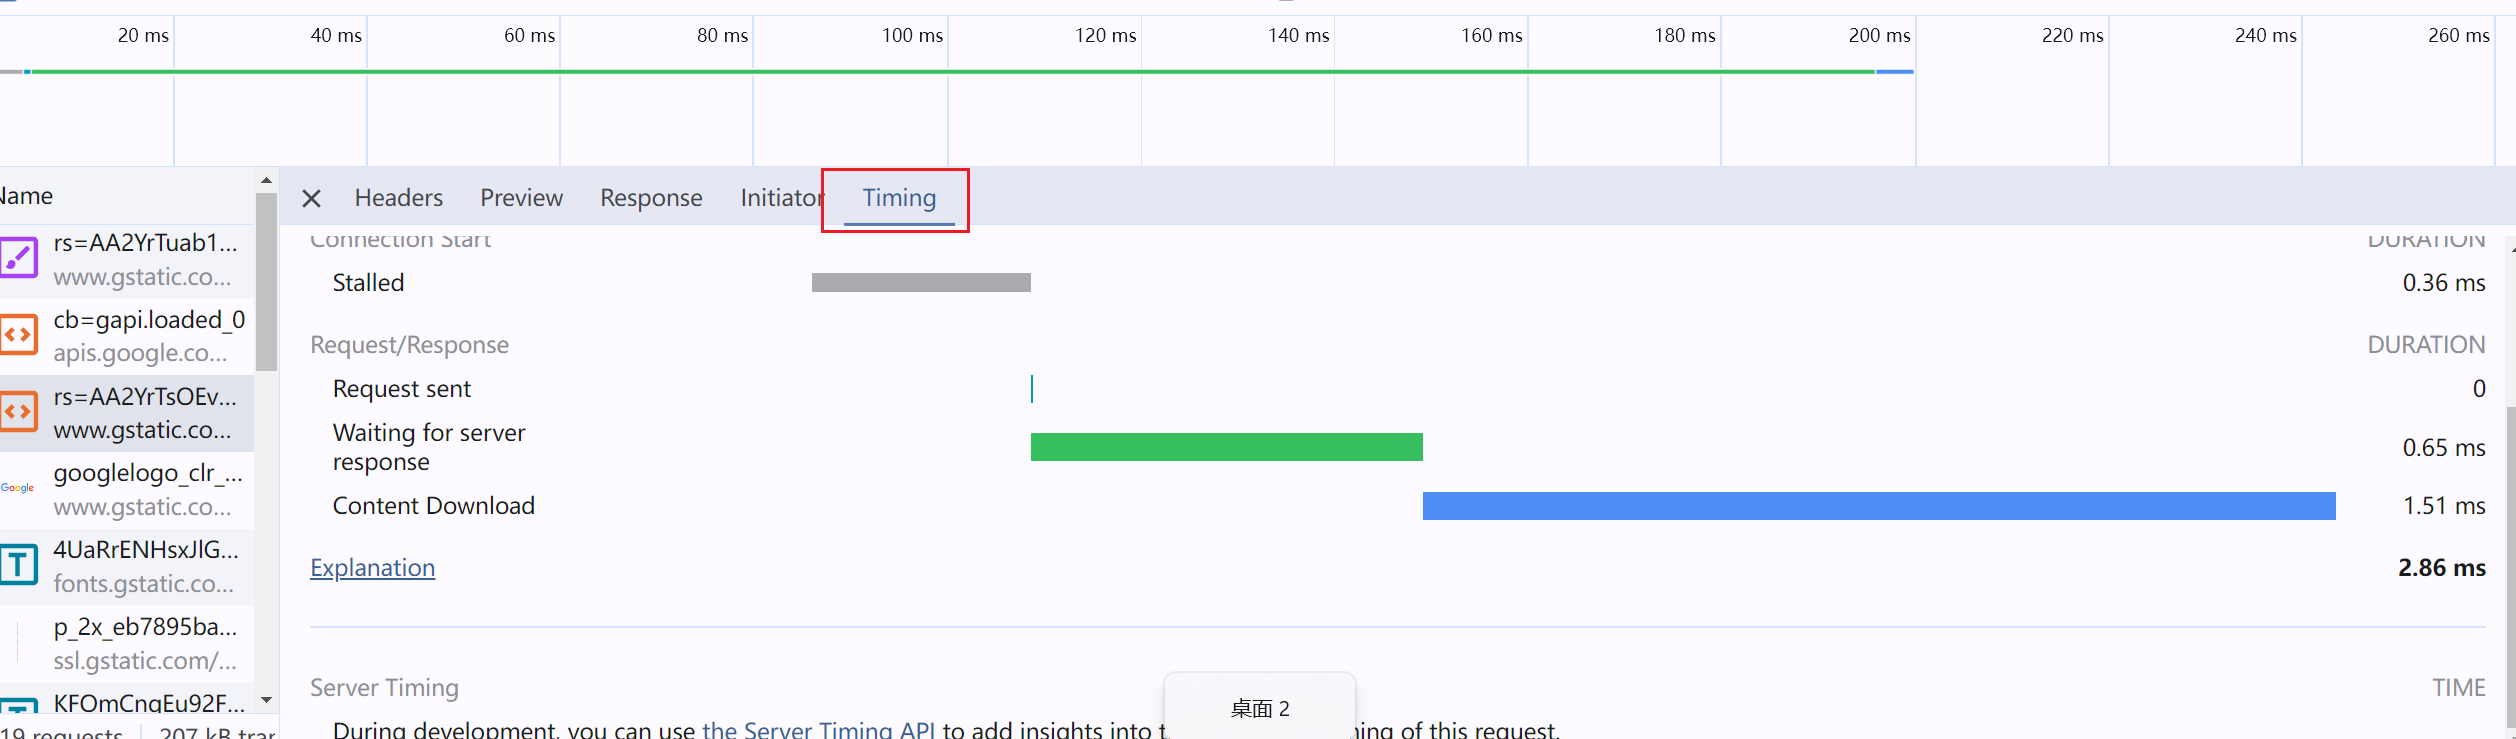 20 ms 40 ms 60 ms 80 ms 100 ms 120 ms 140 ms 160 ms 180 ms 200 ms 220 ms 240 ms 260 ms
Name
Headers Preview Response Initiator Timing
rs=AA2YrTuab1...
www.gstatic.co...
cb=gapi.loaded_0
apis.google.co...
rs=AA2YrTsOEv...
www.gstatic.co...
Google
googlelogo_clr_...
www.gstatic.co...
4UaRrENHsxJlG...
fonts.gstatic.co...
p_2x_eb7895ba...
ssl.gstatic.com/...
KFOmCnqEu92F...
19 requests 207 kB
Connection Start DURATION
Stalled 0.36 ms
Request/Response DURATION
Request sent 0
Waiting for server
response 0.65 ms
Content Download 1.51 ms
Explanation 2.86 ms
Server Timing TIME
During development, you can use the Server Timing API to add insights into of this request.
桌面 2